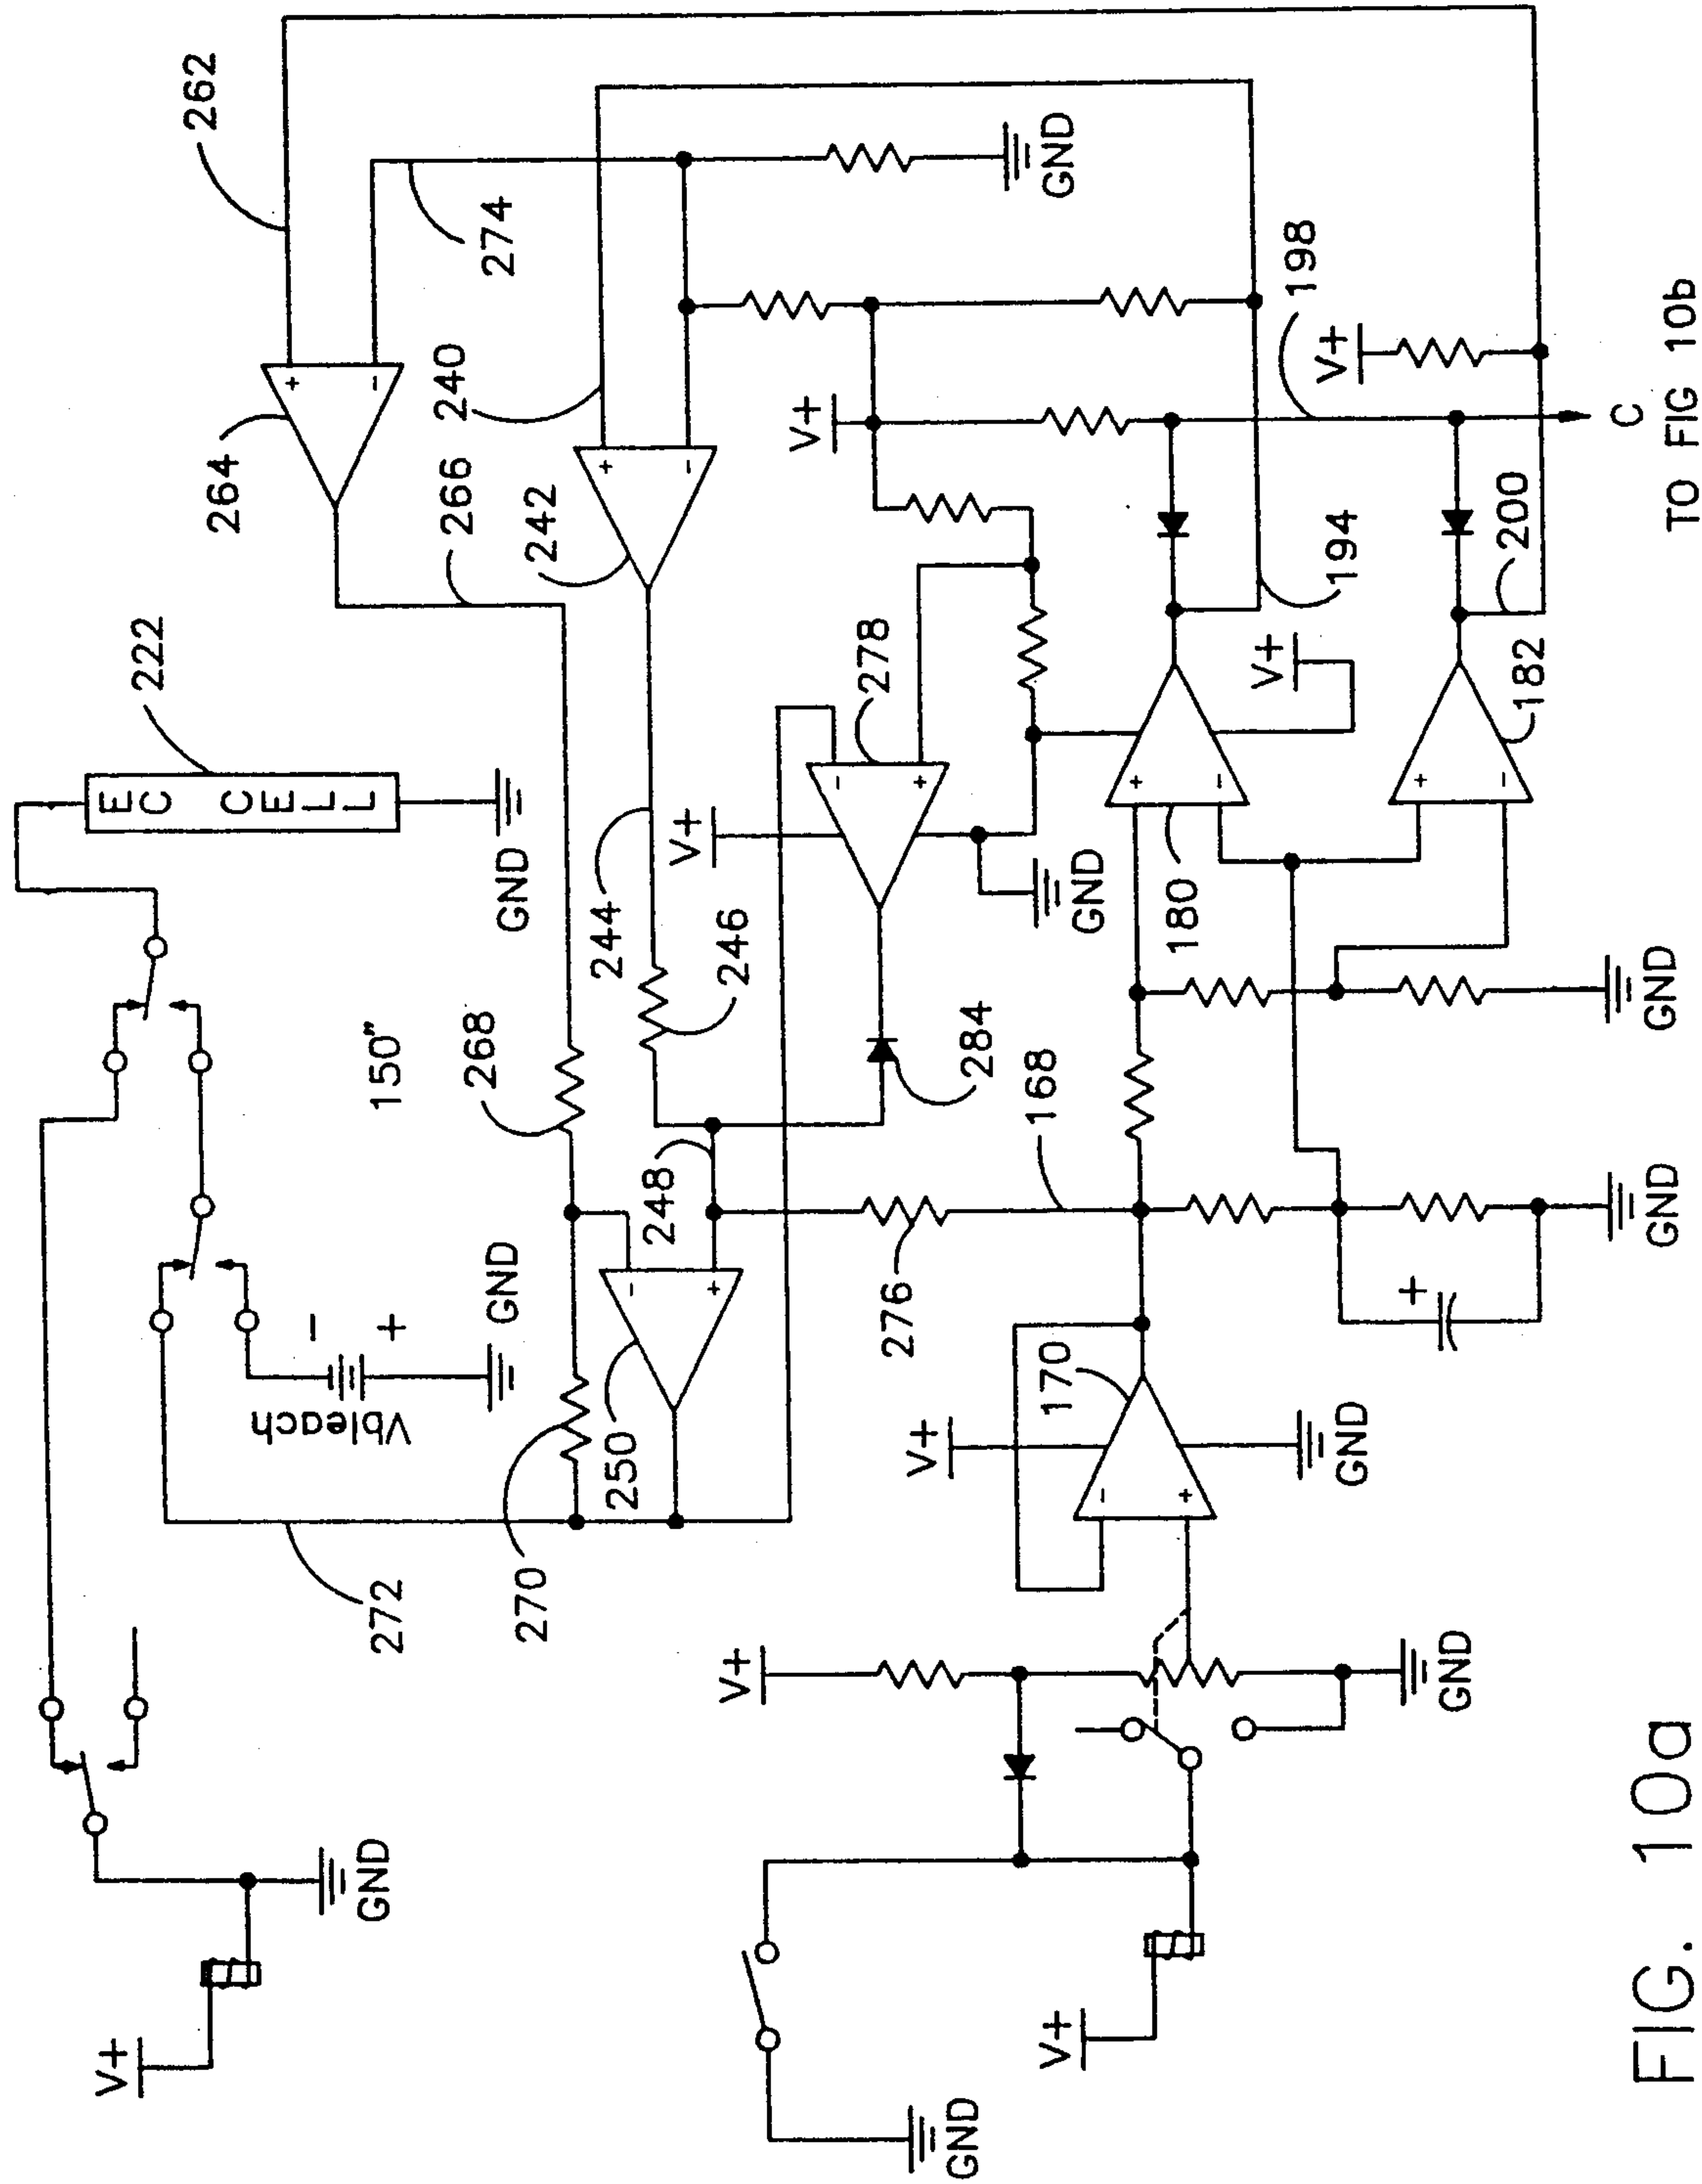 262
264
274
266
240
242
222
EC CELL
GND
GND
V+
198
V+
C
TO FIG 10b
200
194
V+
182
278
V+
244
246
GND
180
150"
268
284
168
GND
248
276
GND
GND
- +
Vbleach
250
270
272
170
V+
- +
GND
V+
GND
GND
V+
V+
GND
FIG. 10a
+ -
+ -
- +
+ -
+ -
- +
+